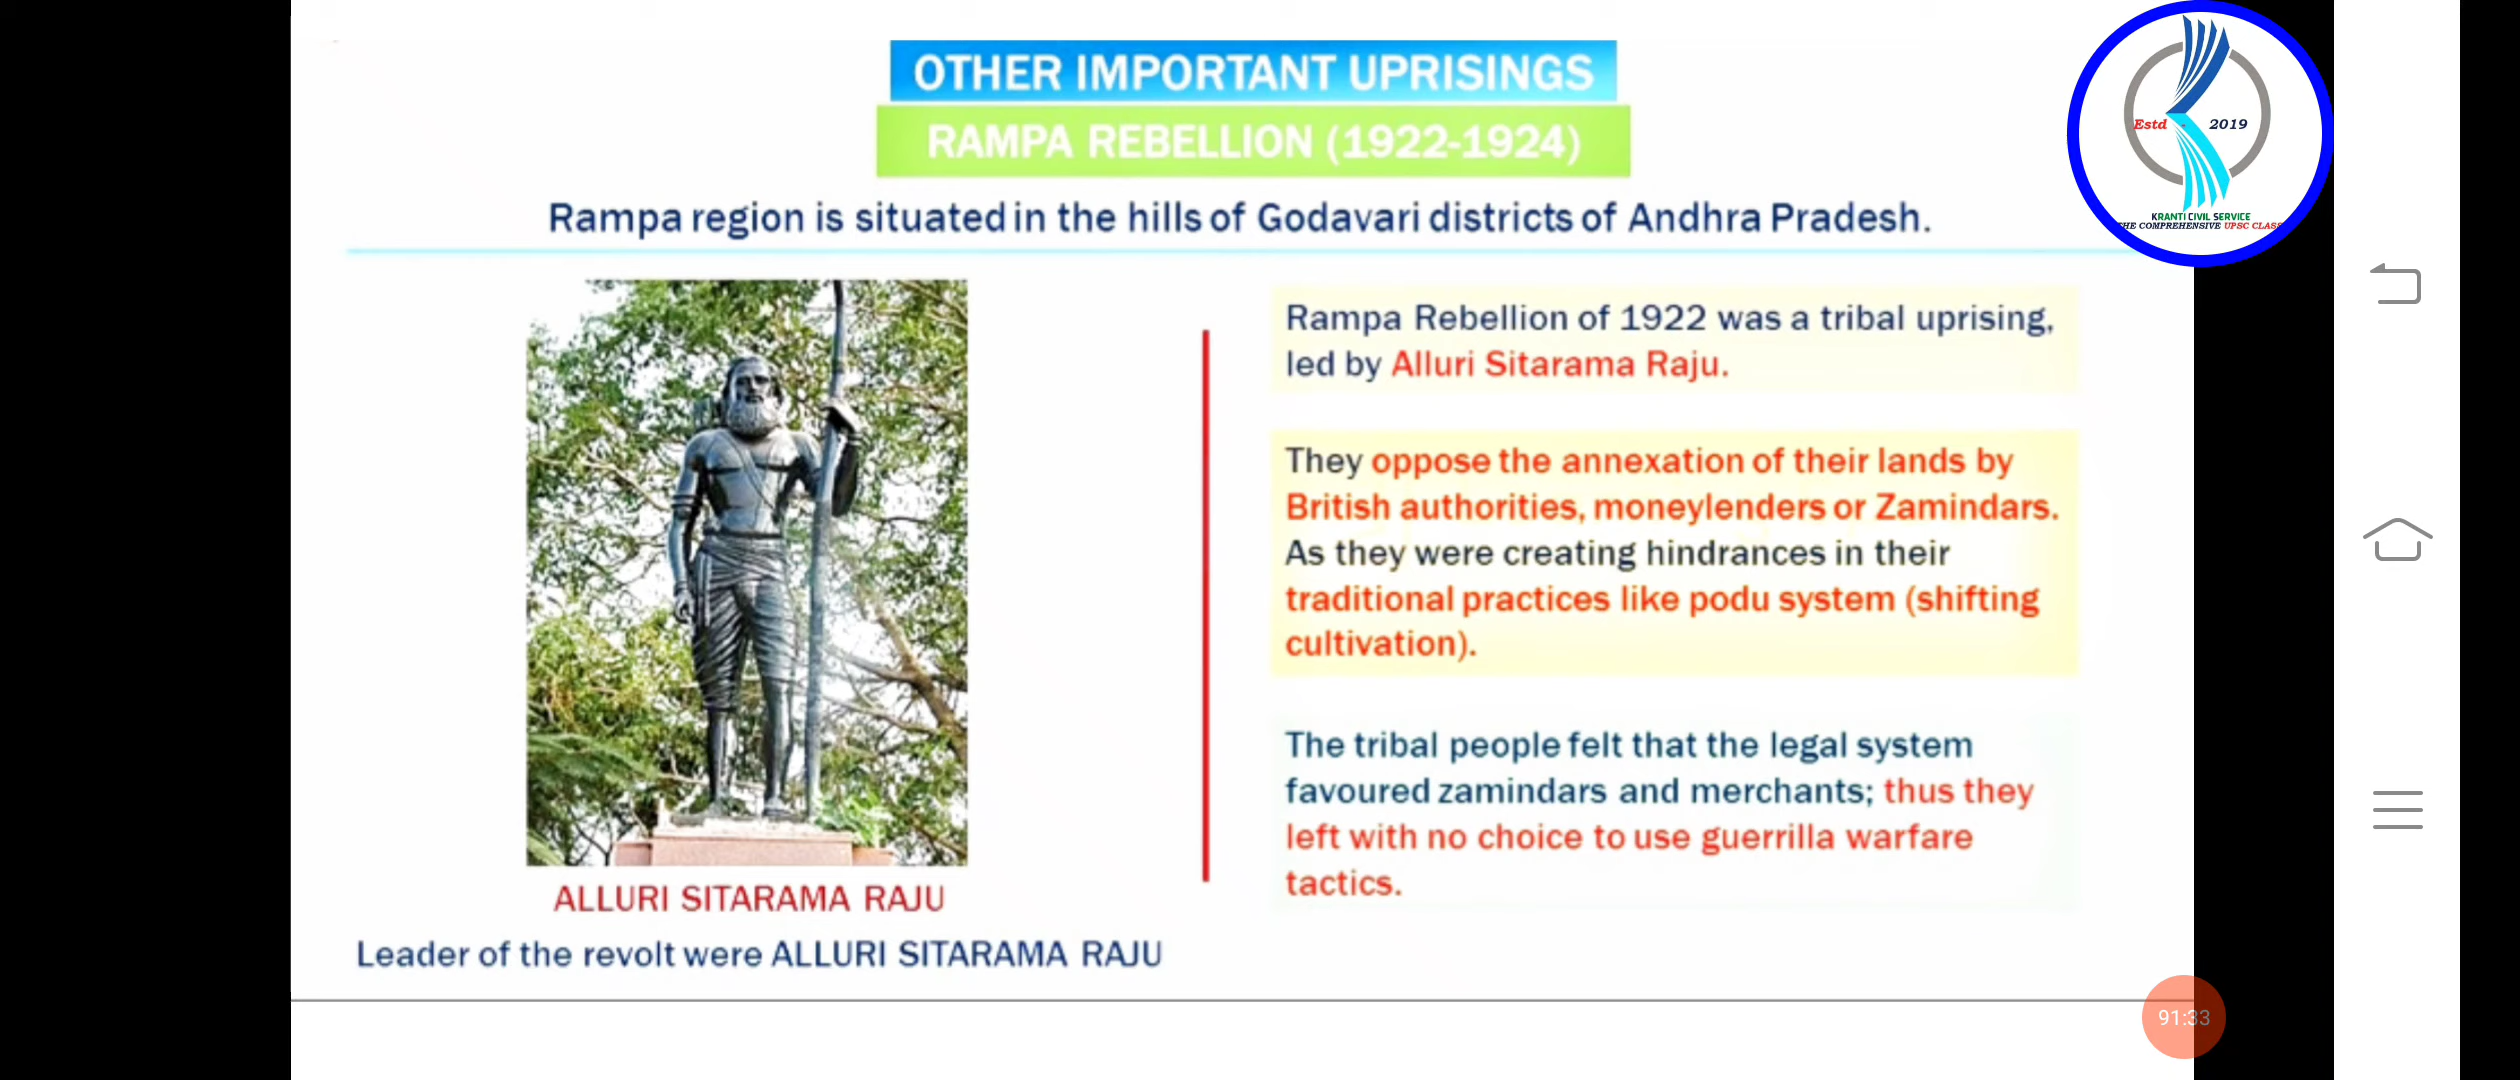 OTHER IMPORTANT UPRISINGS
RAMPA REBELLION (1922-1924)
Rampa region is situated in the hills of Godavari districts of Andhra Pradesh.
Estd - 2019
KRANTI CIVIL SERVICE
THE COMPREHENSIVE UPSC CLASS
Rampa Rebellion of 1922 was a tribal uprising,
led by Alluri Sitarama Raju.
They oppose the annexation of their lands by
British authorities, moneylenders or Zamindars.
As they were creating hindrances in their
traditional practices like podu system (shifting
cultivation).
The tribal people felt that the legal system
favoured zamindars and merchants; thus they
left with no choice to use guerrilla warfare
tactics.
ALLURI SITARAMA RAJU
Leader of the revolt were ALLURI SITARAMA RAJU
91:33